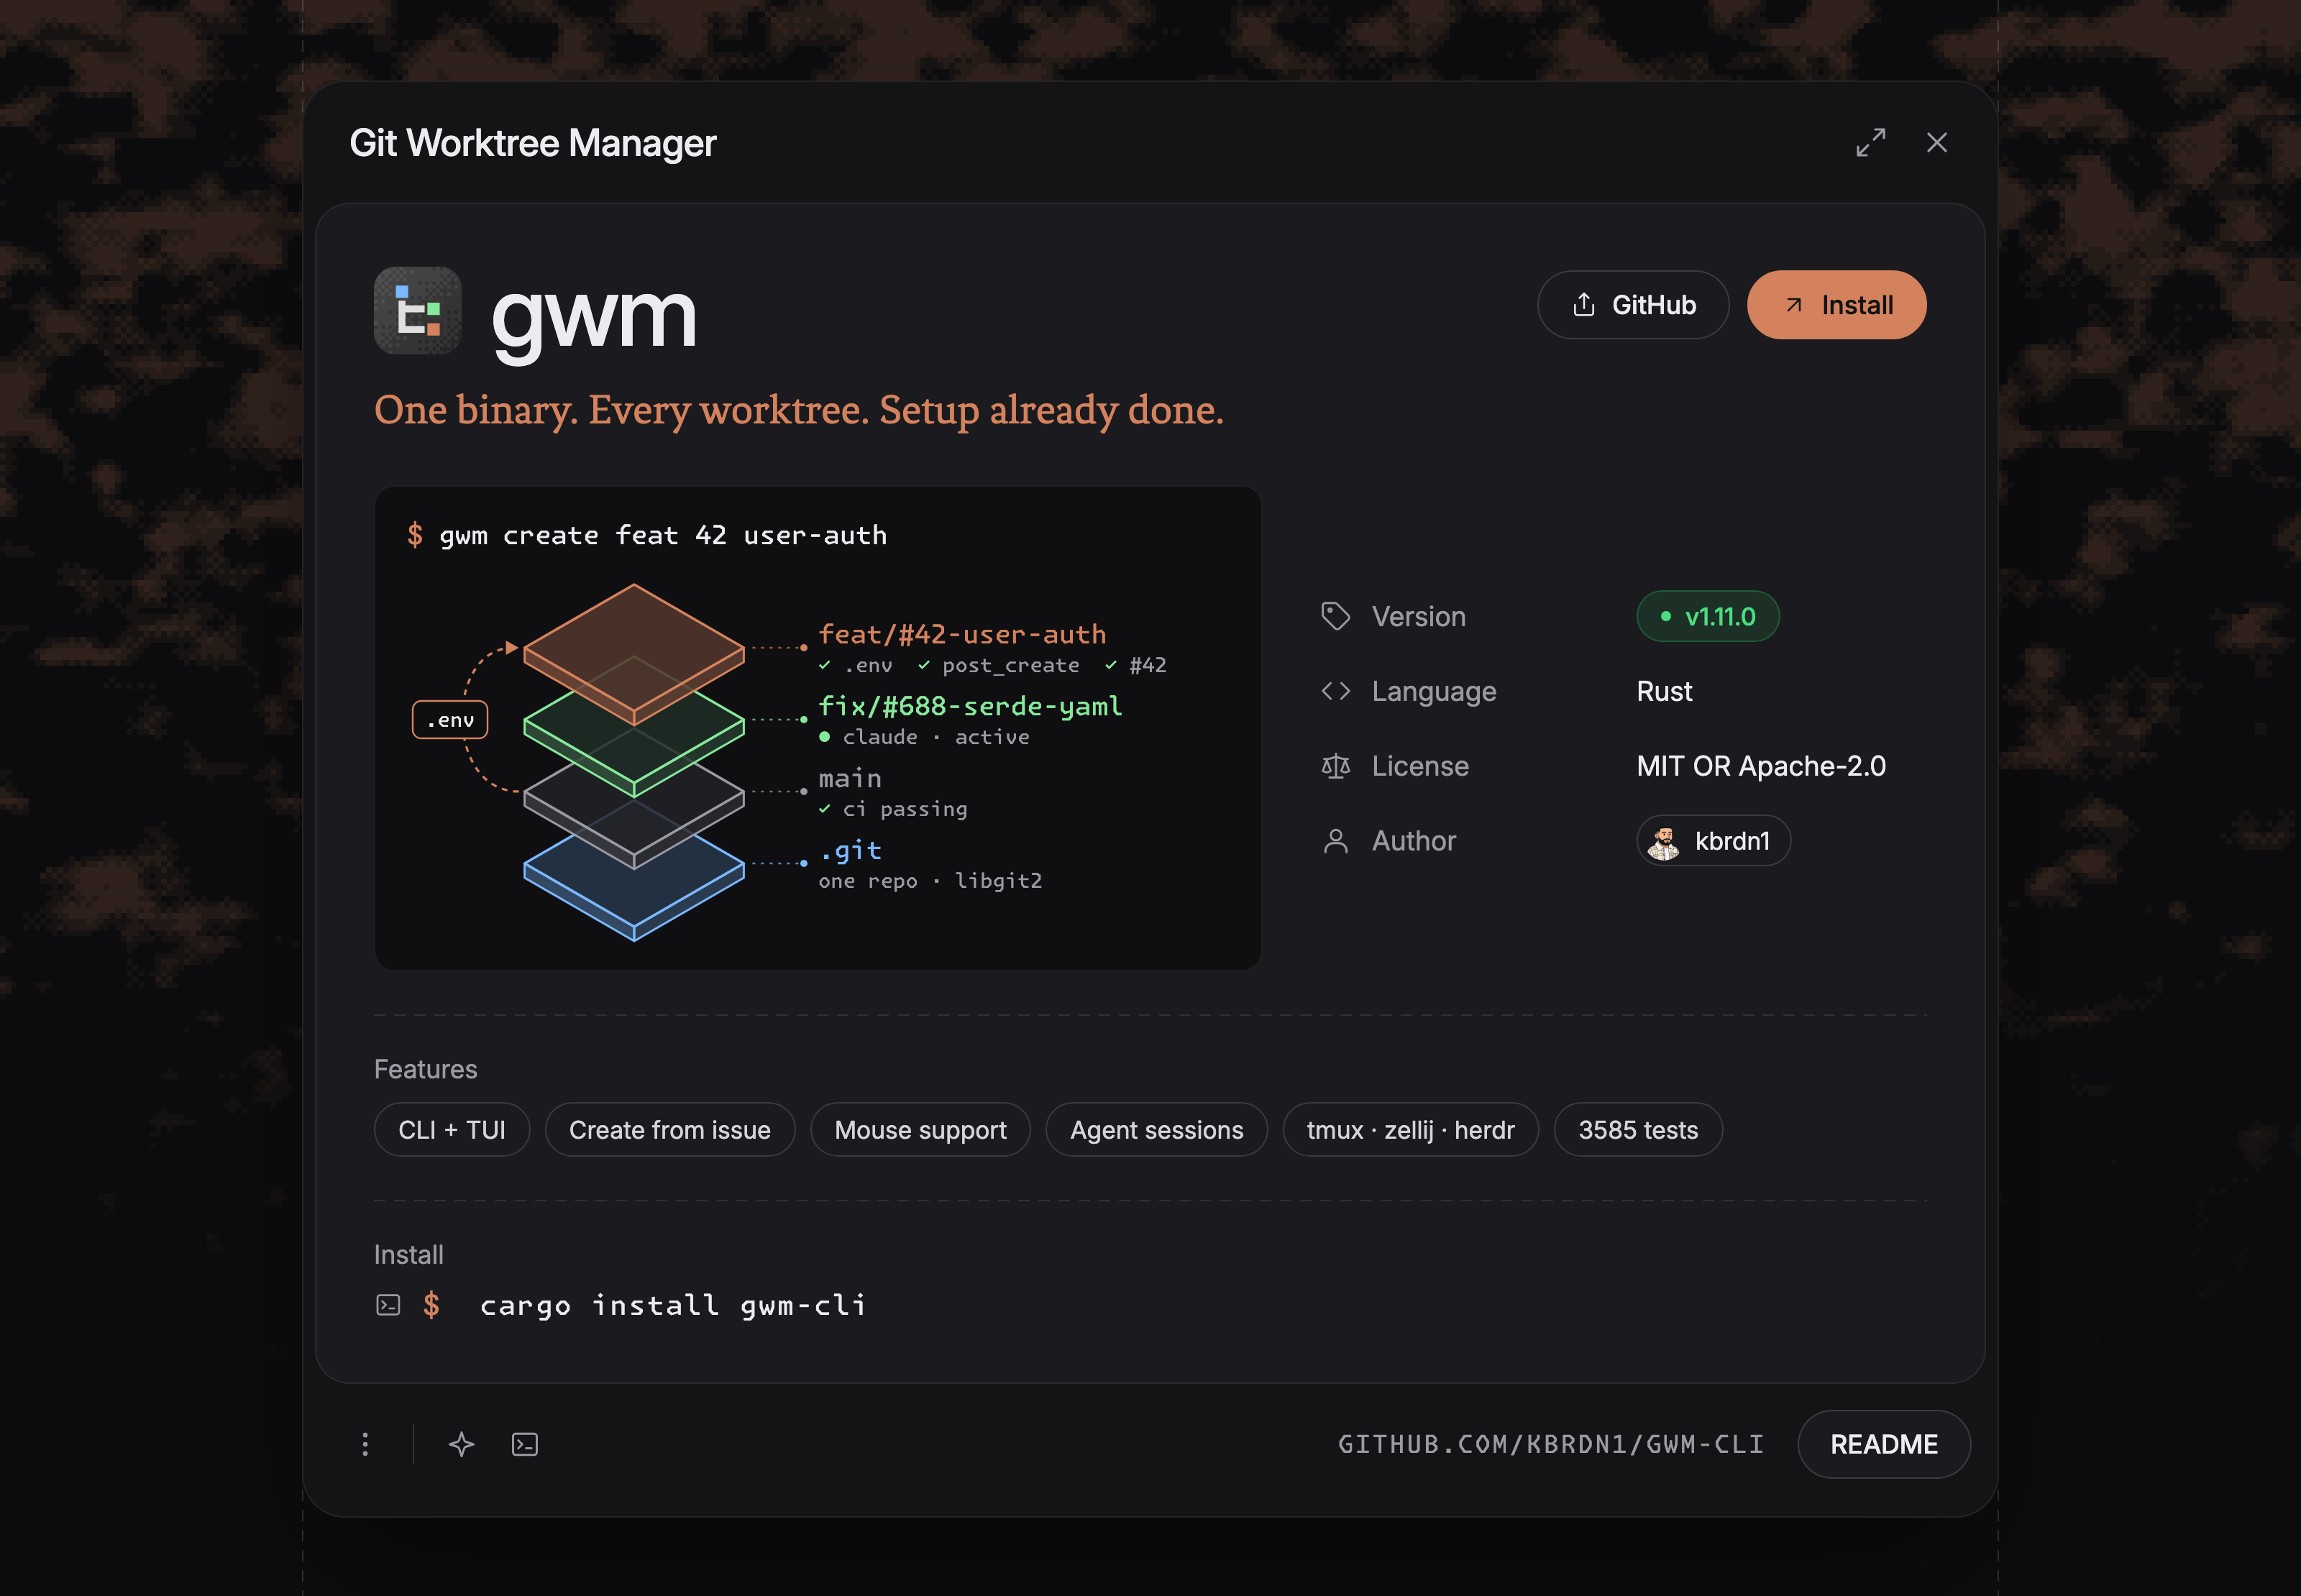 Git Worktree Manager
gwm
GitHub
Install
One binary. Every worktree. Setup already done.
$ gwm create feat 42 user-auth
feat/#42-user-auth
✓ .env ✓ post_create ✓ #42
.env
fix/#688-serde-yaml
● claude · active
main
✓ ci passing
.git
one repo · libgit2
Version
v1.11.0
Language
Rust
License
MIT OR Apache-2.0
Author
kbrdn1
Features
CLI + TUI
Create from issue
Mouse support
Agent sessions
tmux · zellij · herdr
3585 tests
Install
$ cargo install gwm-cli
GITHUB.COM/KBRDN1/GWM-CLI
README